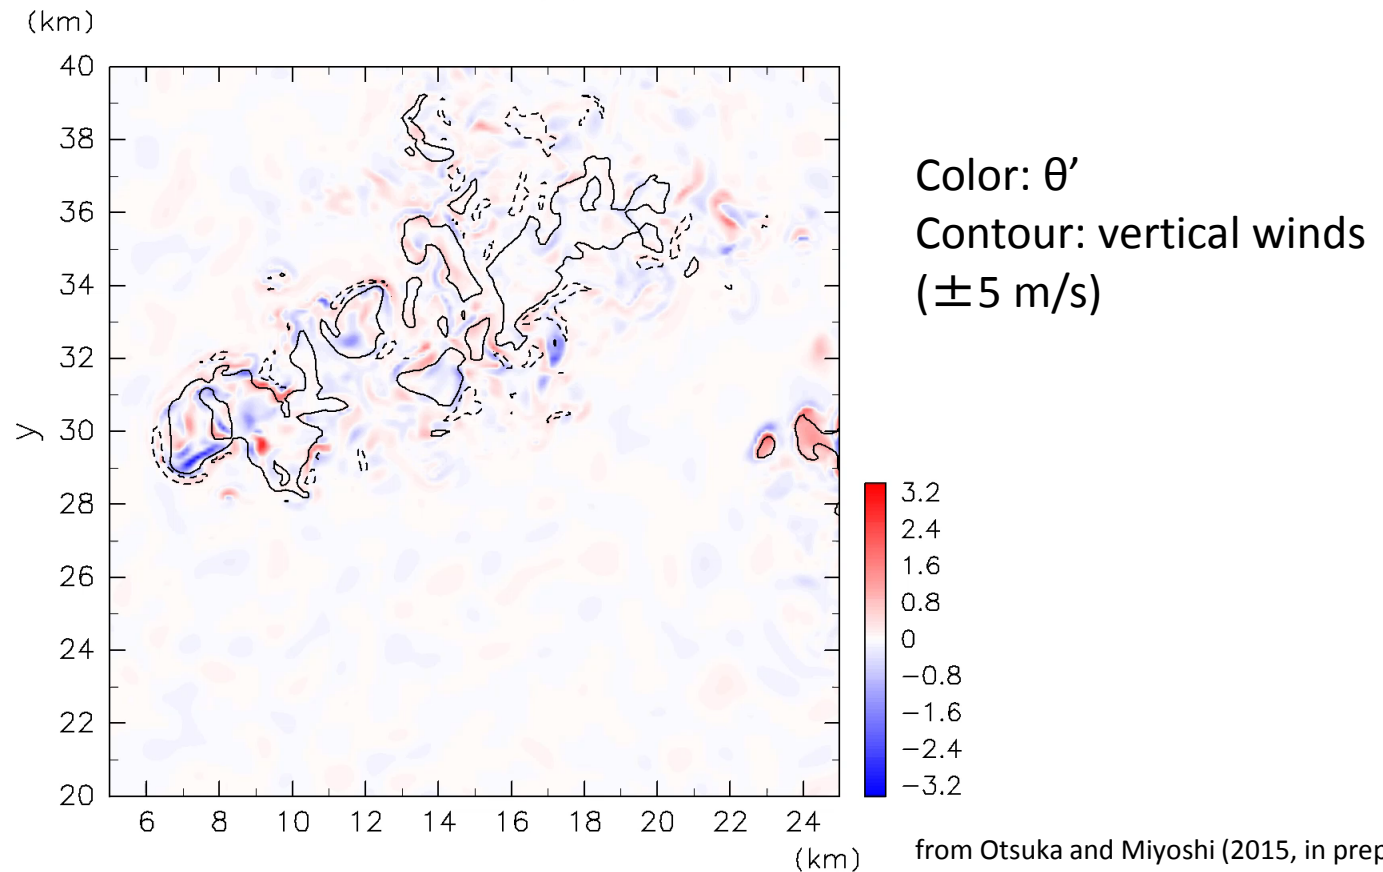 (km)
40
38
36
34
32
30
28
26
24
22
20
y
6 8 10 12 14 16 18 20 22 24
(km)
3.2
2.4
1.6
0.8
0
−0.8
−1.6
−2.4
−3.2
Color: θ’
Contour: vertical winds
(±5 m/s)
from Otsuka and Miyoshi (2015, in prep